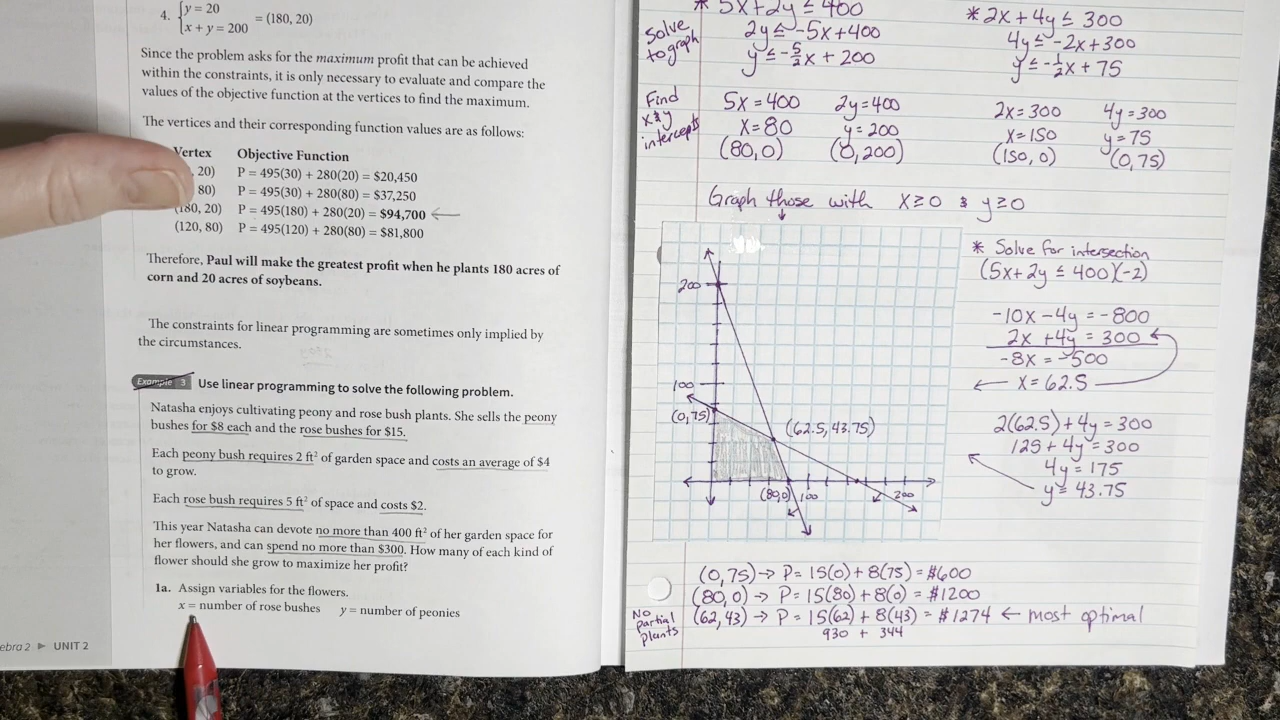 4. { y = 20
x + y = 200 = (180, 20)
Since the problem asks for the maximum profit that can be achieved
within the constraints, it is only necessary to evaluate and compare the
values of the objective function at the vertices to find the maximum.
The vertices and their corresponding function values are as follows:
Vertex Objective Function
20) P = 495(30) + 280(20) = $20,450
80) P = 495(30) + 280(80) = $37,250
(180, 20) P = 495(180) + 280(20) = $94,700 ←
(120, 80) P = 495(120) + 280(80) = $81,800
Therefore, Paul will make the greatest profit when he plants 180 acres of
corn and 20 acres of soybeans.
The constraints for linear programming are sometimes only implied by
the circumstances.
Example 3 Use linear programming to solve the following problem.
Natasha enjoys cultivating peony and rose bush plants. She sells the peony
bushes for $8 each and the rose bushes for $15.
Each peony bush requires 2 ft² of garden space and costs an average of $4
to grow.
Each rose bush requires 5 ft² of space and costs $2.
This year Natasha can devote no more than 400 ft² of her garden space for
her flowers, and can spend no more than $300. How many of each kind of
flower should she grow to maximize her profit?
1a. Assign variables for the flowers.
x = number of rose bushes y = number of peonies
ebra 2 ▶ UNIT 2
* 5x+2y ≤ 400
2y ≤ -5x+400
y ≤ -5/2x + 200
Solve
to graph
* 2x + 4y ≤ 300
4y ≤ -2x+300
y ≤ -1/2x + 75
Find
x & y
intercepts
5x = 400 2y = 400
x = 80 y = 200
(80,0) (0,200)
2x = 300 4y = 300
x = 150 y = 75
(150, 0) (0,75)
Graph those with x ≥ 0 & y ≥ 0
200
100
(0,75)
(62.5, 43.75)
(80,0) 100 200
* Solve for intersection
(5x+2y ≤ 400)(-2)
-10x - 4y = -800
2x + 4y = 300
-8x = -500
← x = 62.5
2(62.5) + 4y = 300
125 + 4y = 300
4y = 175
y = 43.75
(0,75) → P = 15(0) + 8(75) = $600
(80,0) → P = 15(80) + 8(0) = $1200
No
partial
plants
(62,43) → P = 15(62) + 8(43) = $1274 ← most optimal
930 + 344